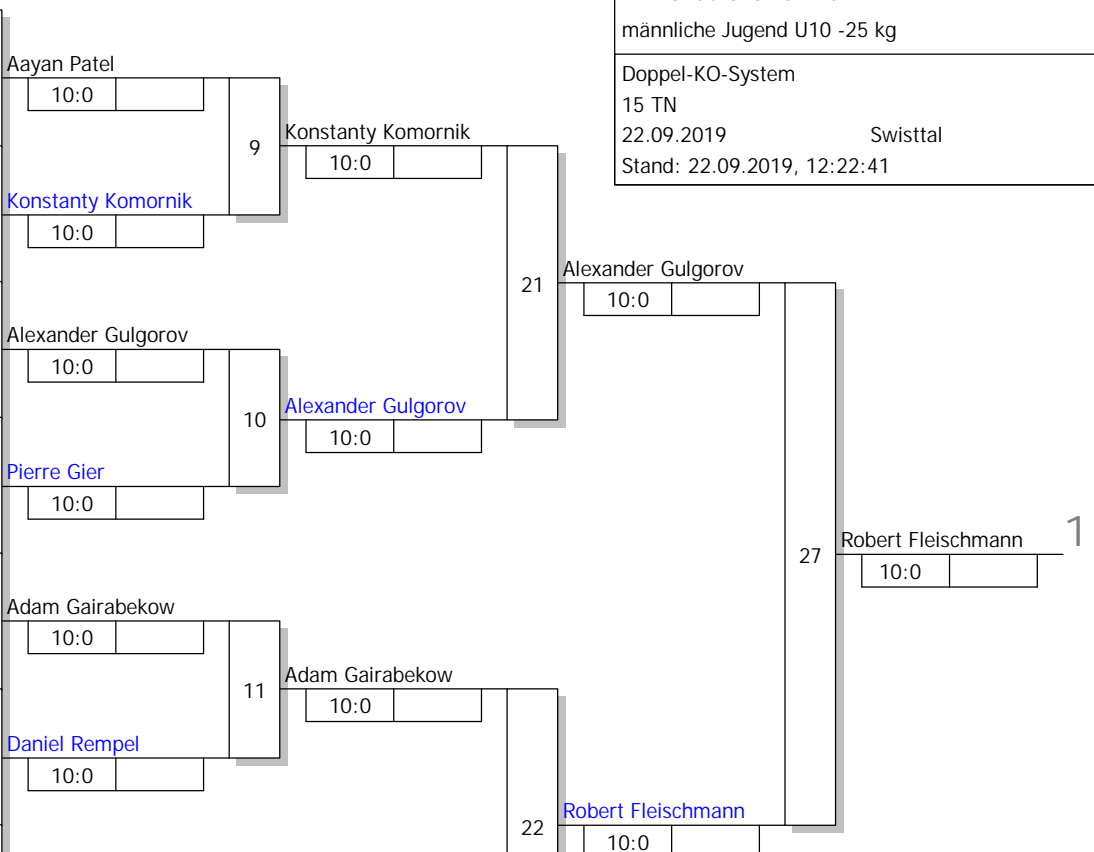 männliche Jugend U10 -25 kg
Doppel-KO-System
15 TN
22.09.2019 Swisttal
Stand: 22.09.2019, 12:22:41
Aayan Patel
10:0
9
Konstanty Komornik
10:0
Konstanty Komornik
10:0
21
Alexander Gulgorov
10:0
Alexander Gulgorov
10:0
10
Alexander Gulgorov
10:0
Pierre Gier
10:0
27
Robert Fleischmann 1
10:0
Adam Gairabekow
10:0
11
Adam Gairabekow
10:0
Daniel Rempel
10:0
22
Robert Fleischmann
10:0